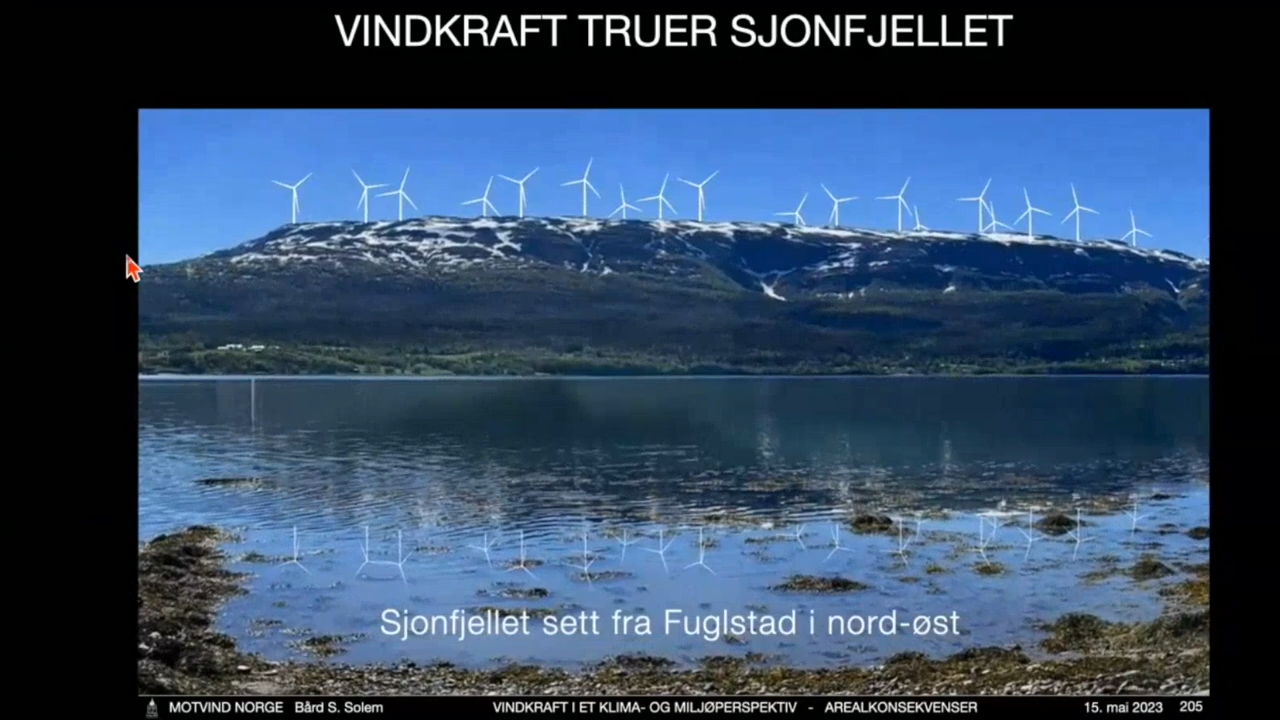 VINDKRAFT TRUER SJONFJELLET
Sjonfjellet sett fra Fuglstad i nord-øst
MOTVIND NORGE Bård S. Solem VINDKRAFT I ET KLIMA- OG MILJØPERSPEKTIV - AREALKONSEKVENSER 15. mai 2023 205